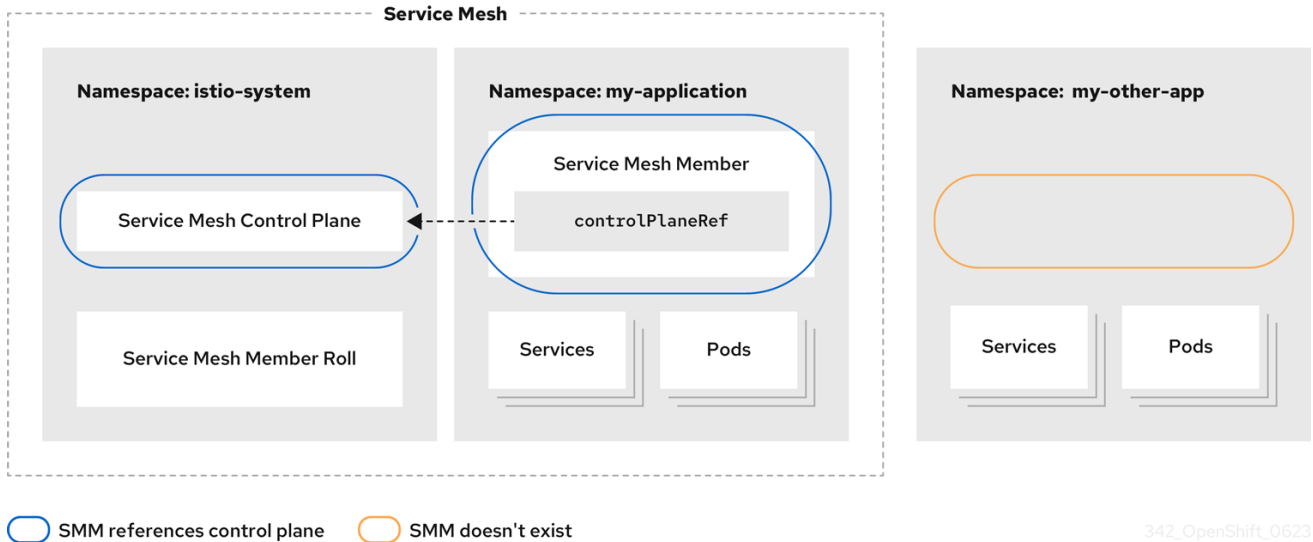 Service Mesh
Namespace: istio-system
Service Mesh Control Plane
Service Mesh Member Roll
Namespace: my-application
Service Mesh Member
controlPlaneRef
Services
Pods
Namespace: my-other-app
Services
Pods
SMM references control plane
SMM doesn't exist
342_OpenShift_0623